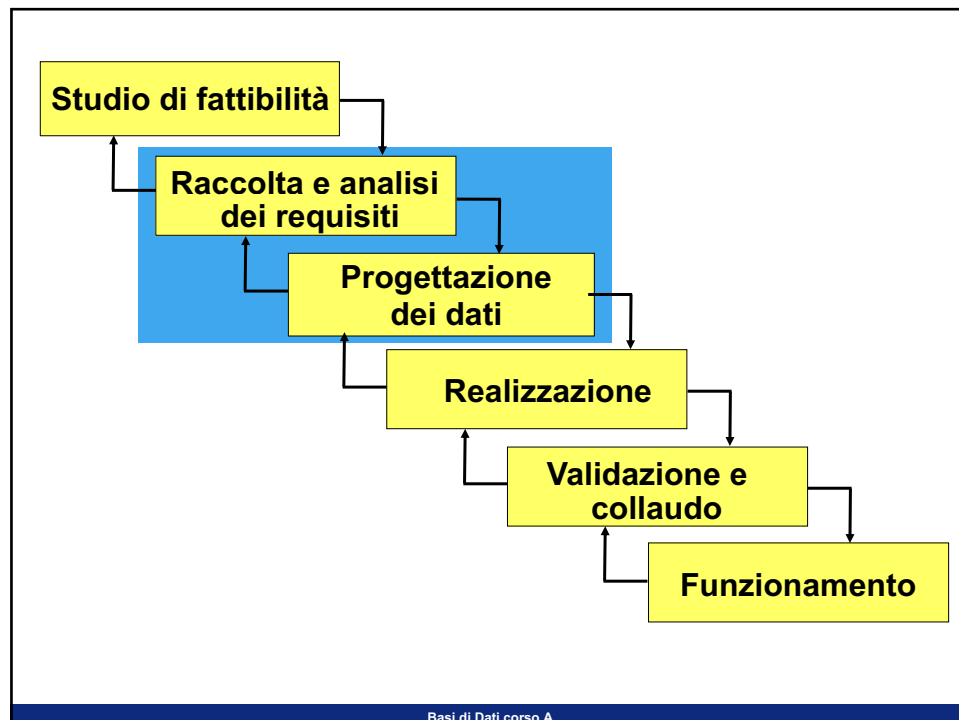 Studio di fattibilità
Raccolta e analisi
dei requisiti
Progettazione
dei dati
Realizzazione
Validazione e
collaudo
Funzionamento
Basi di Dati corso A